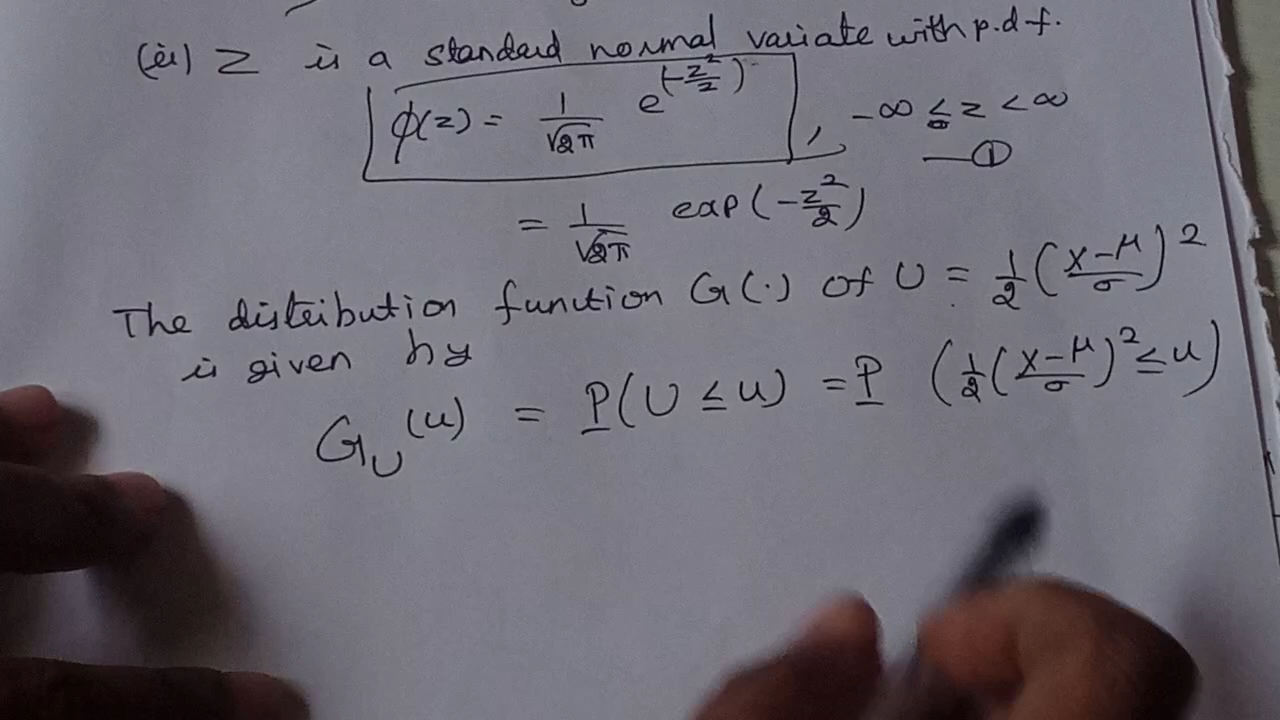 (ii) Z is a standard normal variate with p.d.f.
φ(z) = 1/√2π e^(-z²/2), -∞ ≤ z < ∞
—①
= 1/√2π exp(-z²/2)
The distribution function G(.) of U = 1/2 (X-μ/σ)²
is given by
G_U(u) = P(U ≤ u) = P (1/2(X-μ/σ)² ≤ u)